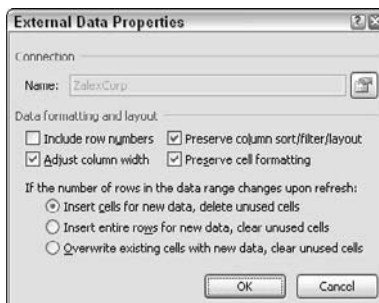 External Data Properties
Connection
Name: ZalexCorp
Data formatting and layout
Include row numbers Preserve column sort/filter/layout
Adjust column width Preserve cell formatting
If the number of rows in the data range changes upon refresh:
Insert cells for new data, delete unused cells
Insert entire rows for new data, clear unused cells
Overwrite existing cells with new data, clear unused cells
OK Cancel